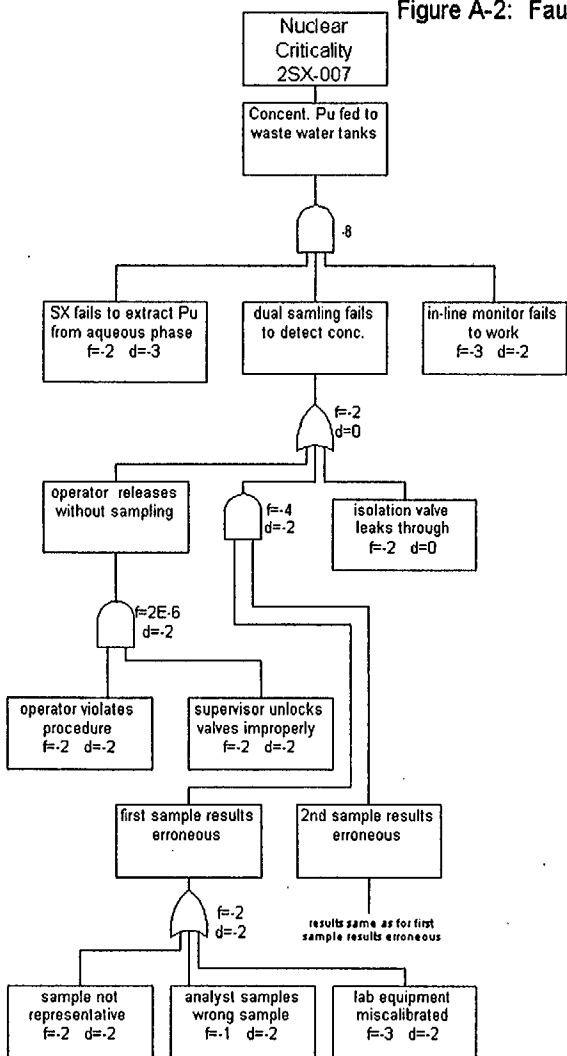 Figure A-2: Fau
Nuclear
Criticality
2SX-007
Concent. Pu fed to
waste water tanks
-8
SX fails to extract Pu
from aqueous phase
f=-2 d=-3
dual samling fails
to detect conc.
in-line monitor fails
to work
f=-3 d=-2
f=-2
d=0
operator releases
without sampling
f=-4
d=-2
isolation valve
leaks through
f=-2 d=0
f=2E-6
d=-2
operator violates
procedure
f=-2 d=-2
supervisor unlocks
valves improperly
f=-2 d=-2
first sample results
erroneous
2nd sample results
erroneous
f=-2
d=-2
results same as for first
sample results erroneous
sample not
representative
f=-2 d=-2
analyst samples
wrong sample
f=-1 d=-2
lab equipment
miscalibrated
f=-3 d=-2